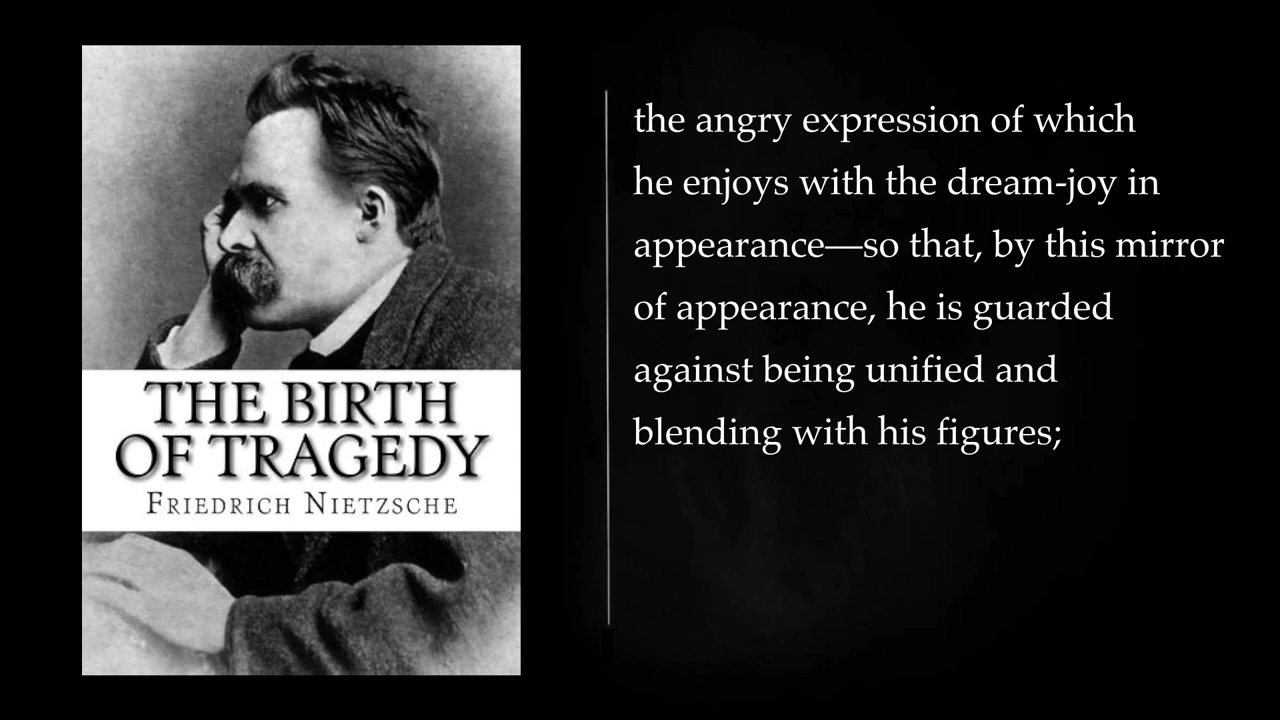 THE BIRTH
OF TRAGEDY
FRIEDRICH NIETZSCHE
the angry expression of which
he enjoys with the dream-joy in
appearance—so that, by this mirror
of appearance, he is guarded
against being unified and
blending with his figures;